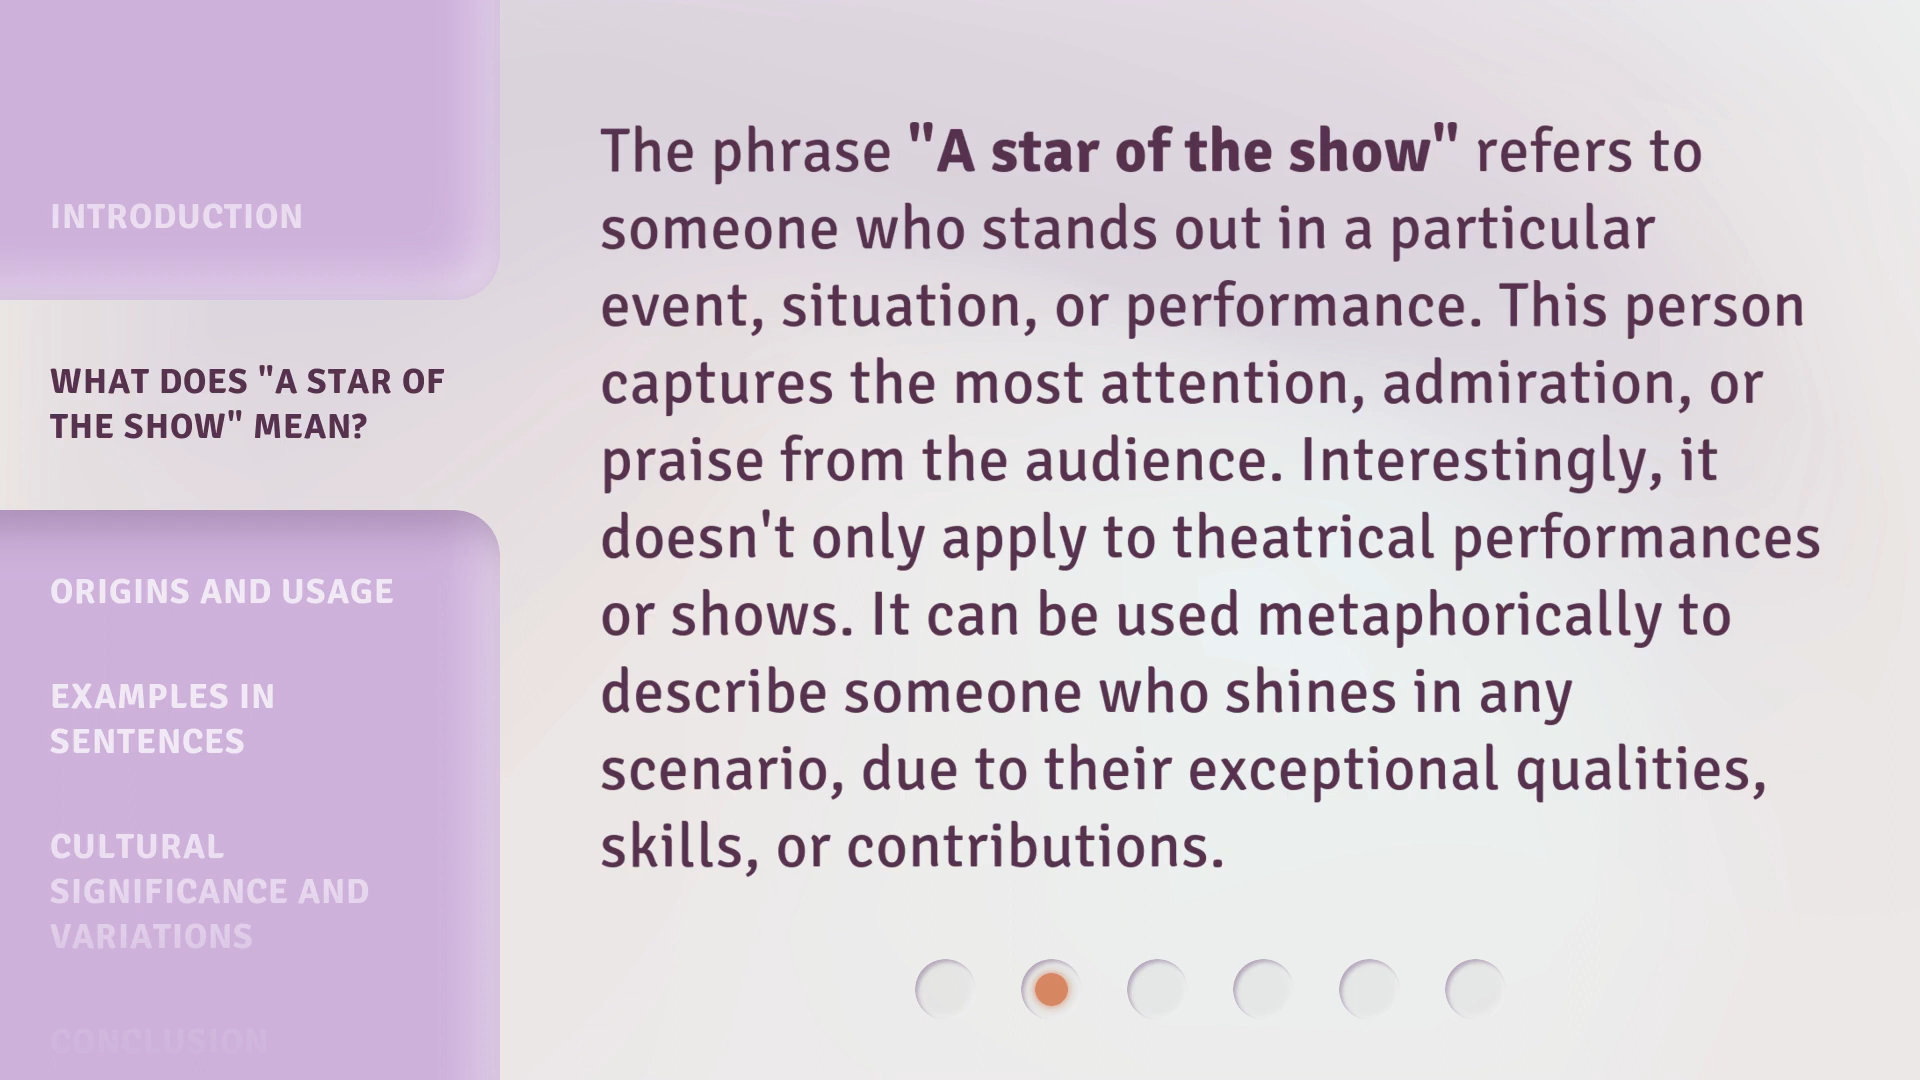 INTRODUCTION
WHAT DOES "A STAR OF
THE SHOW" MEAN?
ORIGINS AND USAGE
EXAMPLES IN
SENTENCES
CULTURAL
SIGNIFICANCE AND
VARIATIONS
CONCLUSION
The phrase "A star of the show" refers to
someone who stands out in a particular
event, situation, or performance. This person
captures the most attention, admiration, or
praise from the audience. Interestingly, it
doesn't only apply to theatrical performances
or shows. It can be used metaphorically to
describe someone who shines in any
scenario, due to their exceptional qualities,
skills, or contributions.